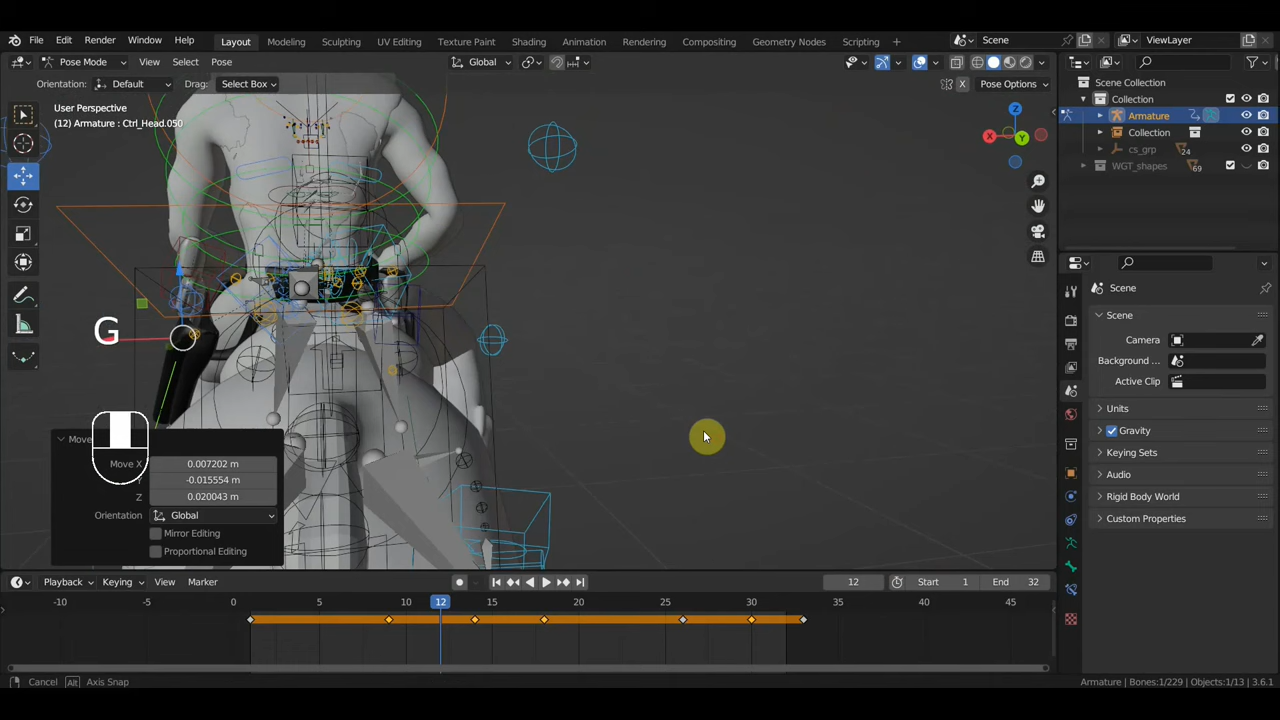 File Edit Render Window Help Layout Modeling Sculpting UV Editing Texture Paint Shading Animation Rendering Compositing Geometry Nodes Scripting + Scene ViewLayer
Pose Mode View Select Pose Global
Orientation: Default Drag: Select Box X Pose Options
User Perspective
(12) Armature : Ctrl_Head.050
Z
X
Y
G
Move
Move X 0.007202 m
Y -0.015554 m
Z 0.020043 m
Orientation Global
Mirror Editing
Proportional Editing
Scene Collection
Collection
Armature
Collection
cs_grp 24
WGT_shapes 69
Scene
Scene
Camera
Background ...
Active Clip
Units
Gravity
Keying Sets
Audio
Rigid Body World
Custom Properties
Playback Keying View Marker 12 Start 1 End 32
-10 -5 0 5 10 12 15 20 25 30 35 40 45
Cancel Alt Axis Snap Armature | Bones:1/229 | Objects:1/13 | 3.6.1